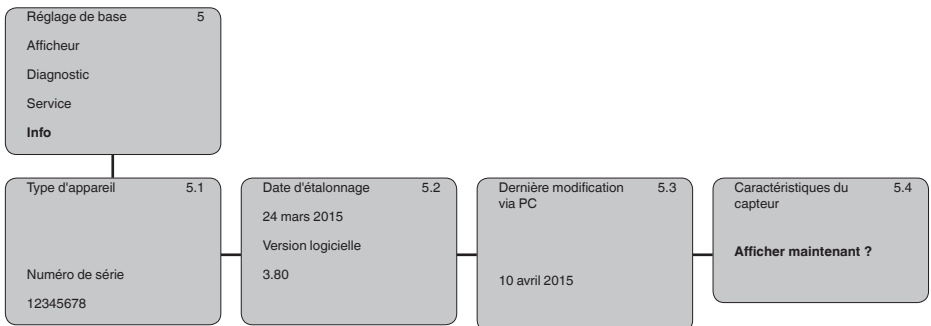 Réglage de base 5
Afficheur
Diagnostic
Service
Info
Type d'appareil 5.1
Numéro de série
12345678
Date d'étalonnage 5.2
24 mars 2015
Version logicielle
3.80
Dernière modification 5.3
via PC
10 avril 2015
Caractéristiques du 5.4
capteur
Afficher maintenant ?